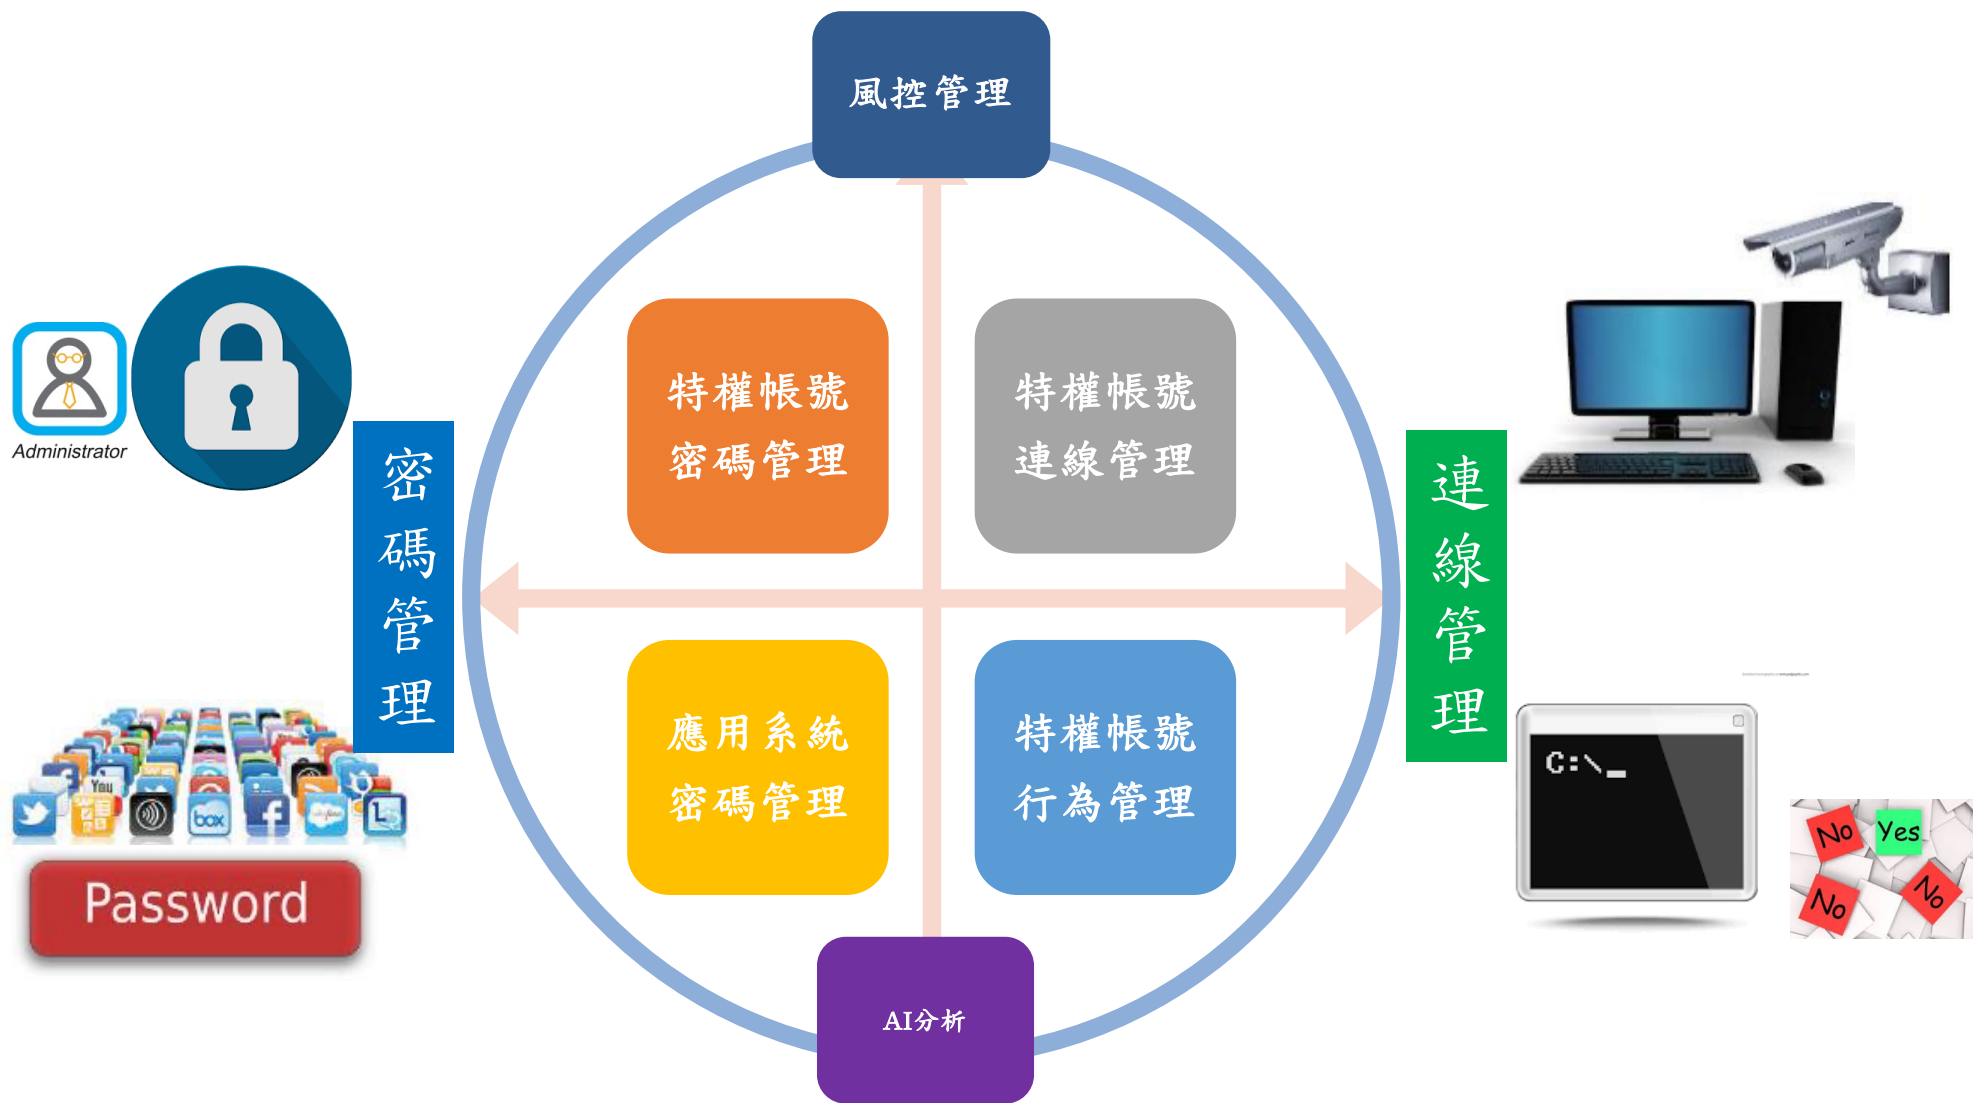 風控管理
特權帳號
密碼管理
特權帳號
連線管理
Administrator
密碼管理
連線管理
應用系統
密碼管理
特權帳號
行為管理
You
box
Password
C:\_
No
Yes
No
No
AI分析